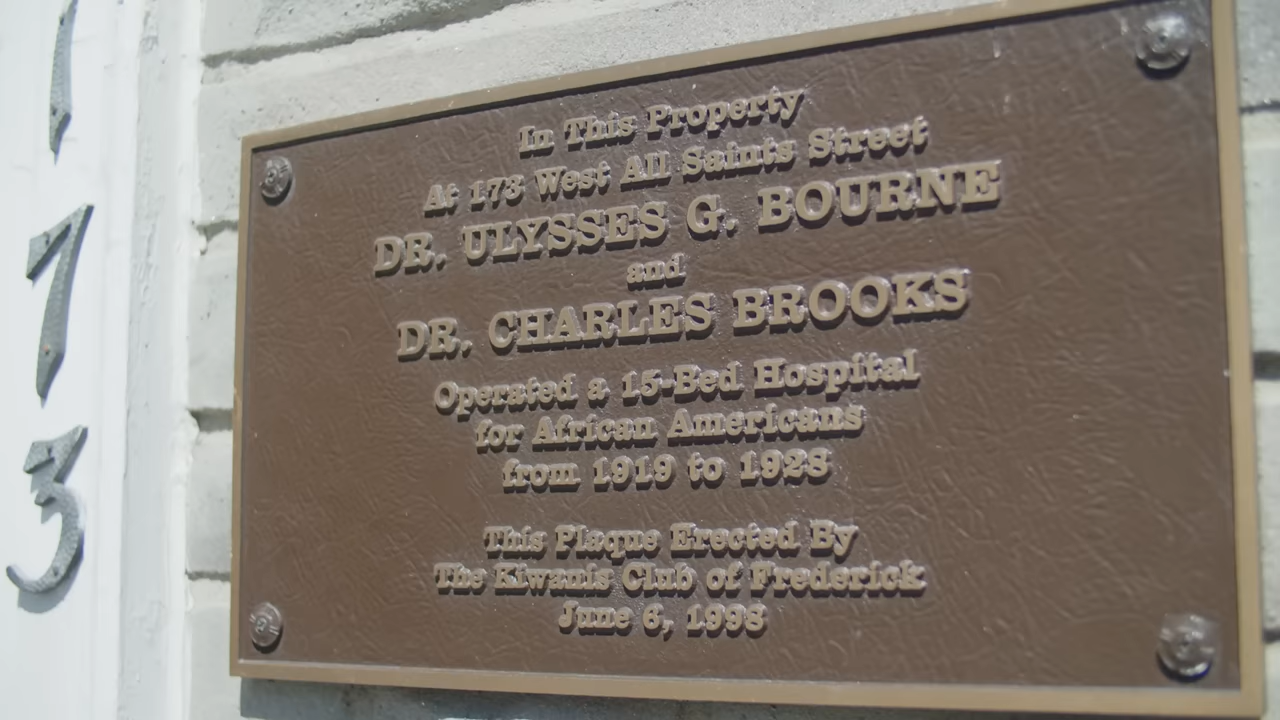 173
In This Property
At 173 West All Saints Street
DR. ULYSSES G. BOURNE
and
DR. CHARLES BROOKS
Operated a 15-Bed Hospital
for African Americans
from 1919 to 1928
This Plaque Erected By
The Kiwanis Club of Frederick
June 6, 1998